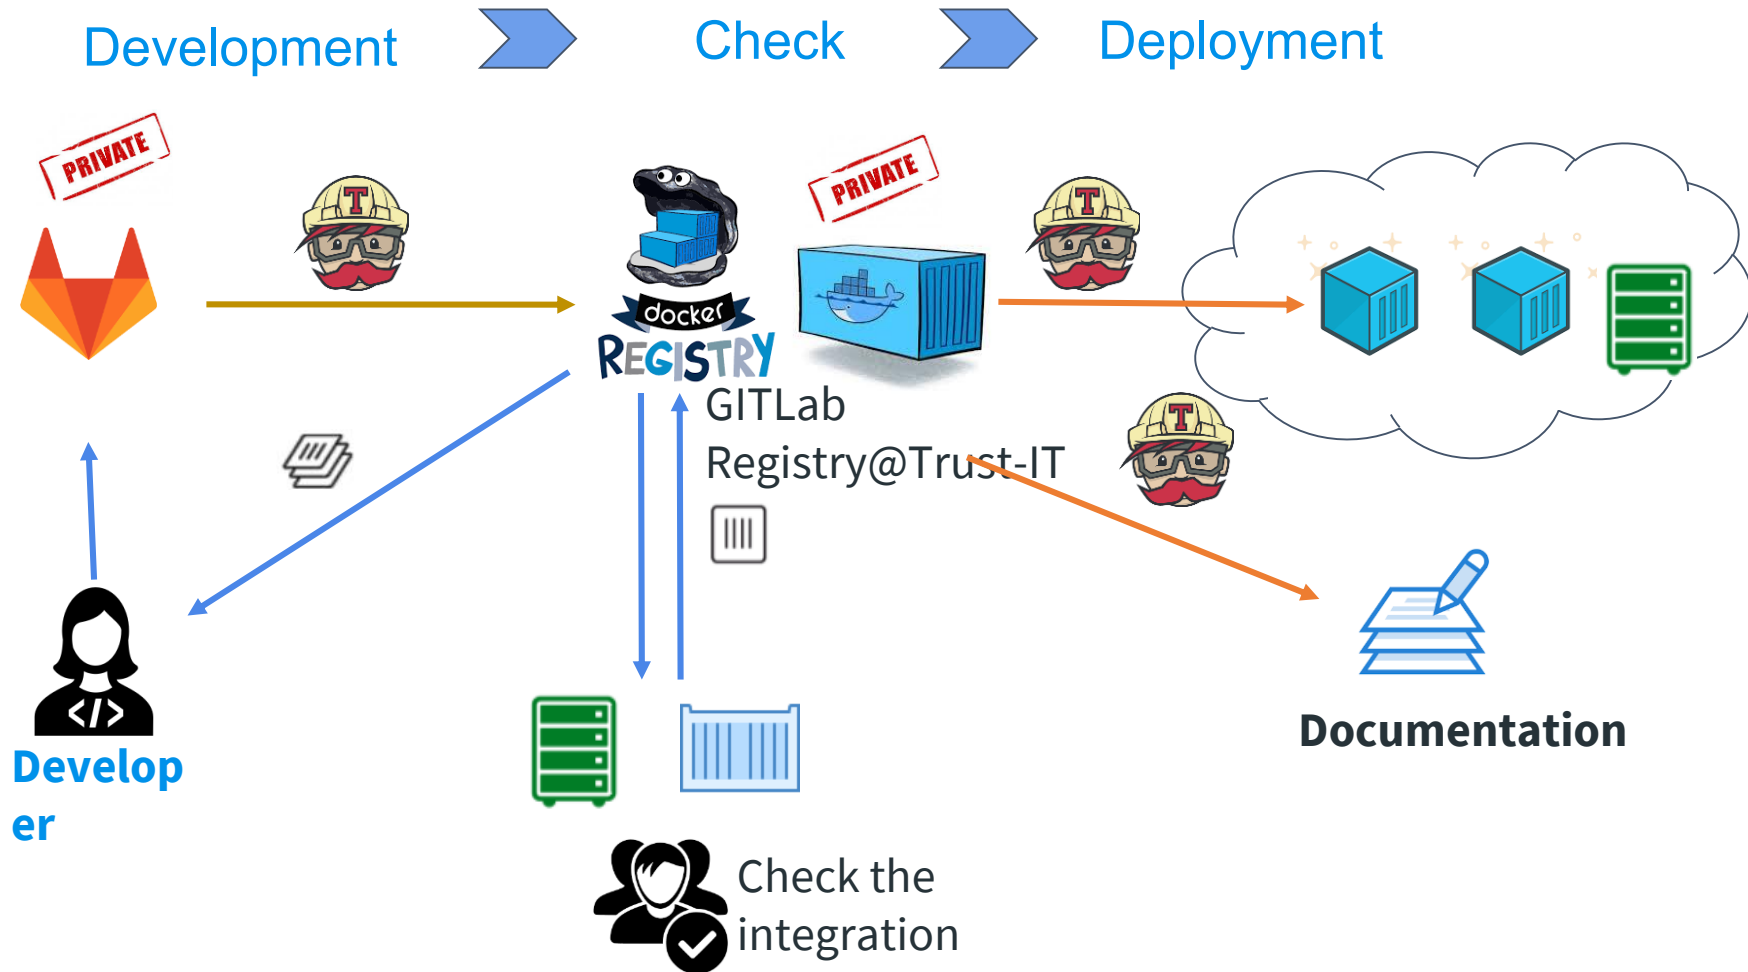 Development
Check
Deployment
PRIVATE
PRIVATE
T
T
docker
REGISTRY
GITLab
Registry@Trust-IT
T
</>
Develop
er
Documentation
Check the
integration